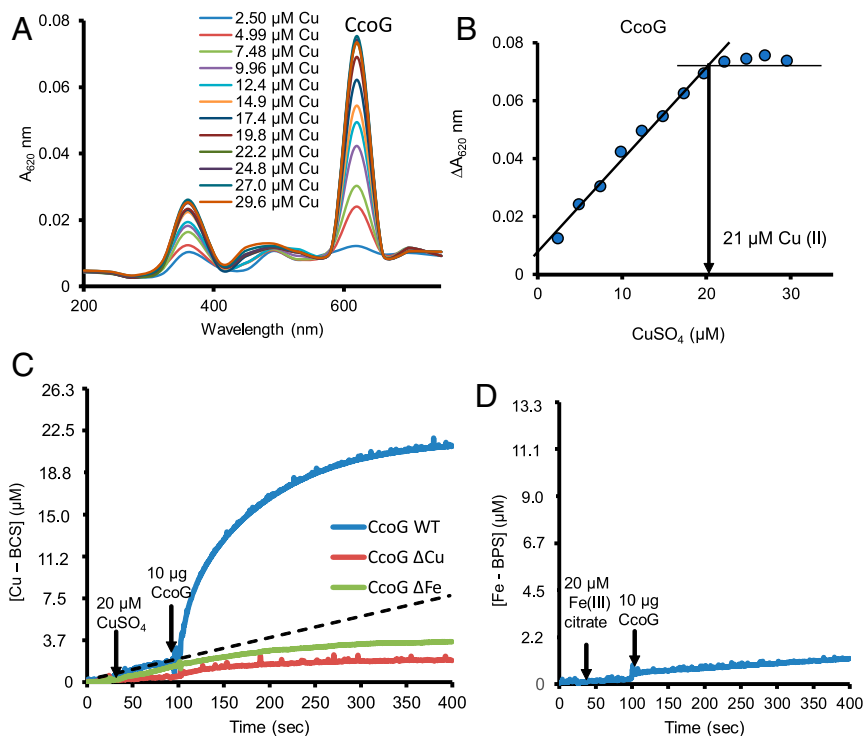 A
CcoG
2.50 µM Cu
4.99 µM Cu
7.48 µM Cu
9.96 µM Cu
12.4 µM Cu
14.9 µM Cu
17.4 µM Cu
19.8 µM Cu
22.2 µM Cu
24.8 µM Cu
27.0 µM Cu
29.6 µM Cu
0.08
0.06
0.04
0.02
0
A620 nm
200
400
600
Wavelength (nm)
B
CcoG
0.08
0.06
0.04
0.02
0
ΔA620 nm
21 µM Cu (II)
0
10
20
30
CuSO4 (µM)
C
26.3
22.5
18.8
15.0
11.2
7.5
3.7
0
[Cu – BCS] (µM)
CcoG WT
CcoG ΔCu
CcoG ΔFe
20 µM
CuSO4
10 µg
CcoG
0
50
100
150
200
250
300
350
400
Time (sec)
D
13.3
11.1
9.0
6.7
4.5
2.2
0
[Fe - BPS] (µM)
20 µM
Fe(III)
citrate
10 µg
CcoG
0
50
100
150
200
250
300
350
400
Time (sec)